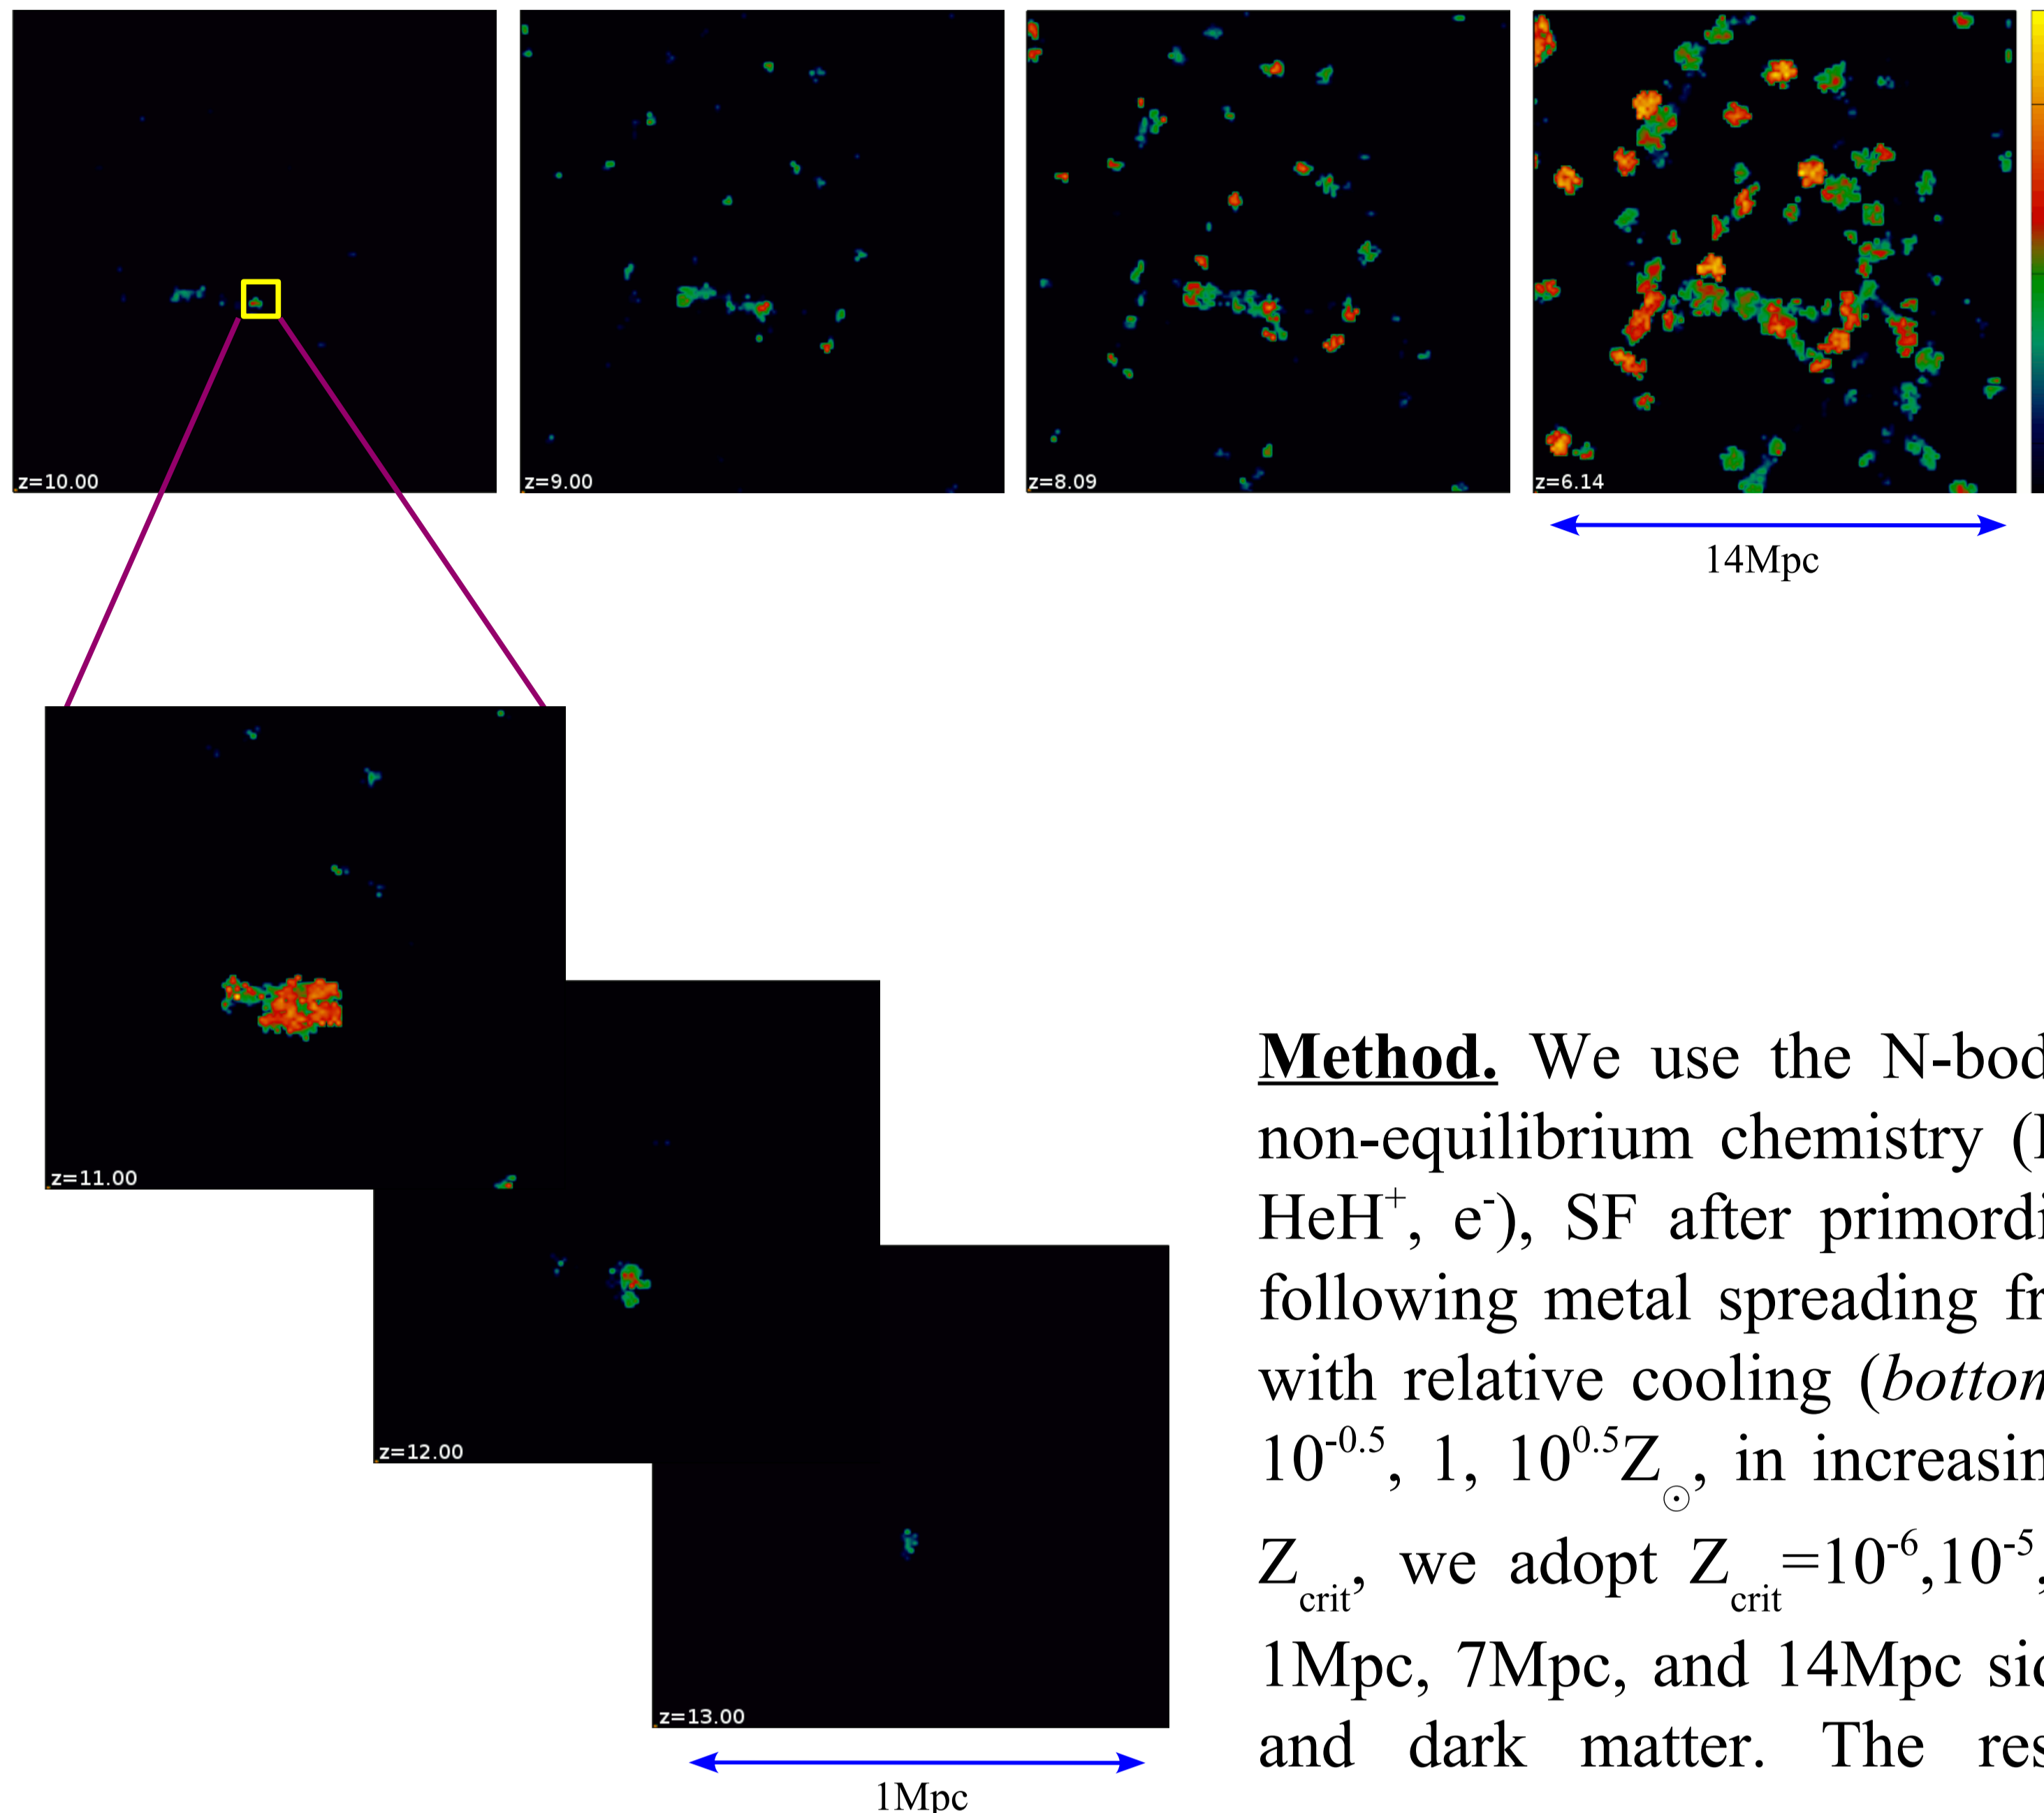 z=10.00
z=9.00
z=8.09
z=6.14
14Mpc
z=11.00
z=12.00
z=13.00
1Mpc
Method. We use the N-bod
non-equilibrium chemistry (
HeH⁺, e⁻), SF after primordi
following metal spreading fr
with relative cooling (bottom
10⁻⁰·⁵, 1, 10⁰·⁵Z☉, in increasin
Z_crit, we adopt Z_crit=10⁻⁶,10⁻⁵,
1Mpc, 7Mpc, and 14Mpc sid
and dark matter. The res